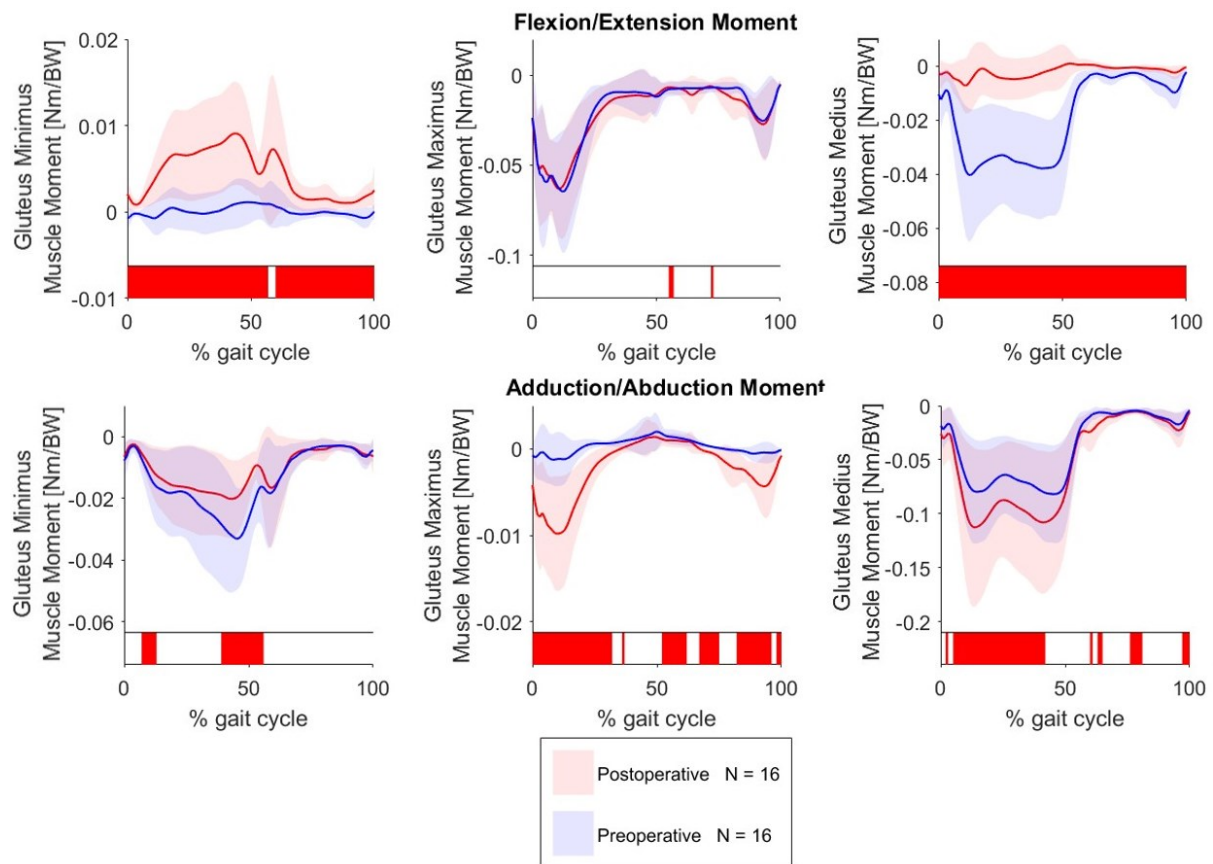 Flexion/Extension Moment
Gluteus Minimus
Muscle Moment [Nm/BW]
0.02
0.01
0
-0.01
0
50
100
% gait cycle
Gluteus Maximus
Muscle Moment [Nm/BW]
0
-0.05
-0.1
0
50
100
% gait cycle
Gluteus Medius
Muscle Moment [Nm/BW]
0
-0.02
-0.04
-0.06
-0.08
0
50
100
% gait cycle
Adduction/Abduction Moment
Gluteus Minimus
Muscle Moment [Nm/BW]
0
-0.02
-0.04
-0.06
0
50
100
% gait cycle
Gluteus Maximus
Muscle Moment [Nm/BW]
0
-0.01
-0.02
0
50
100
% gait cycle
Gluteus Medius
Muscle Moment [Nm/BW]
0
-0.05
-0.1
-0.15
-0.2
0
50
100
% gait cycle
Postoperative N = 16
Preoperative N = 16